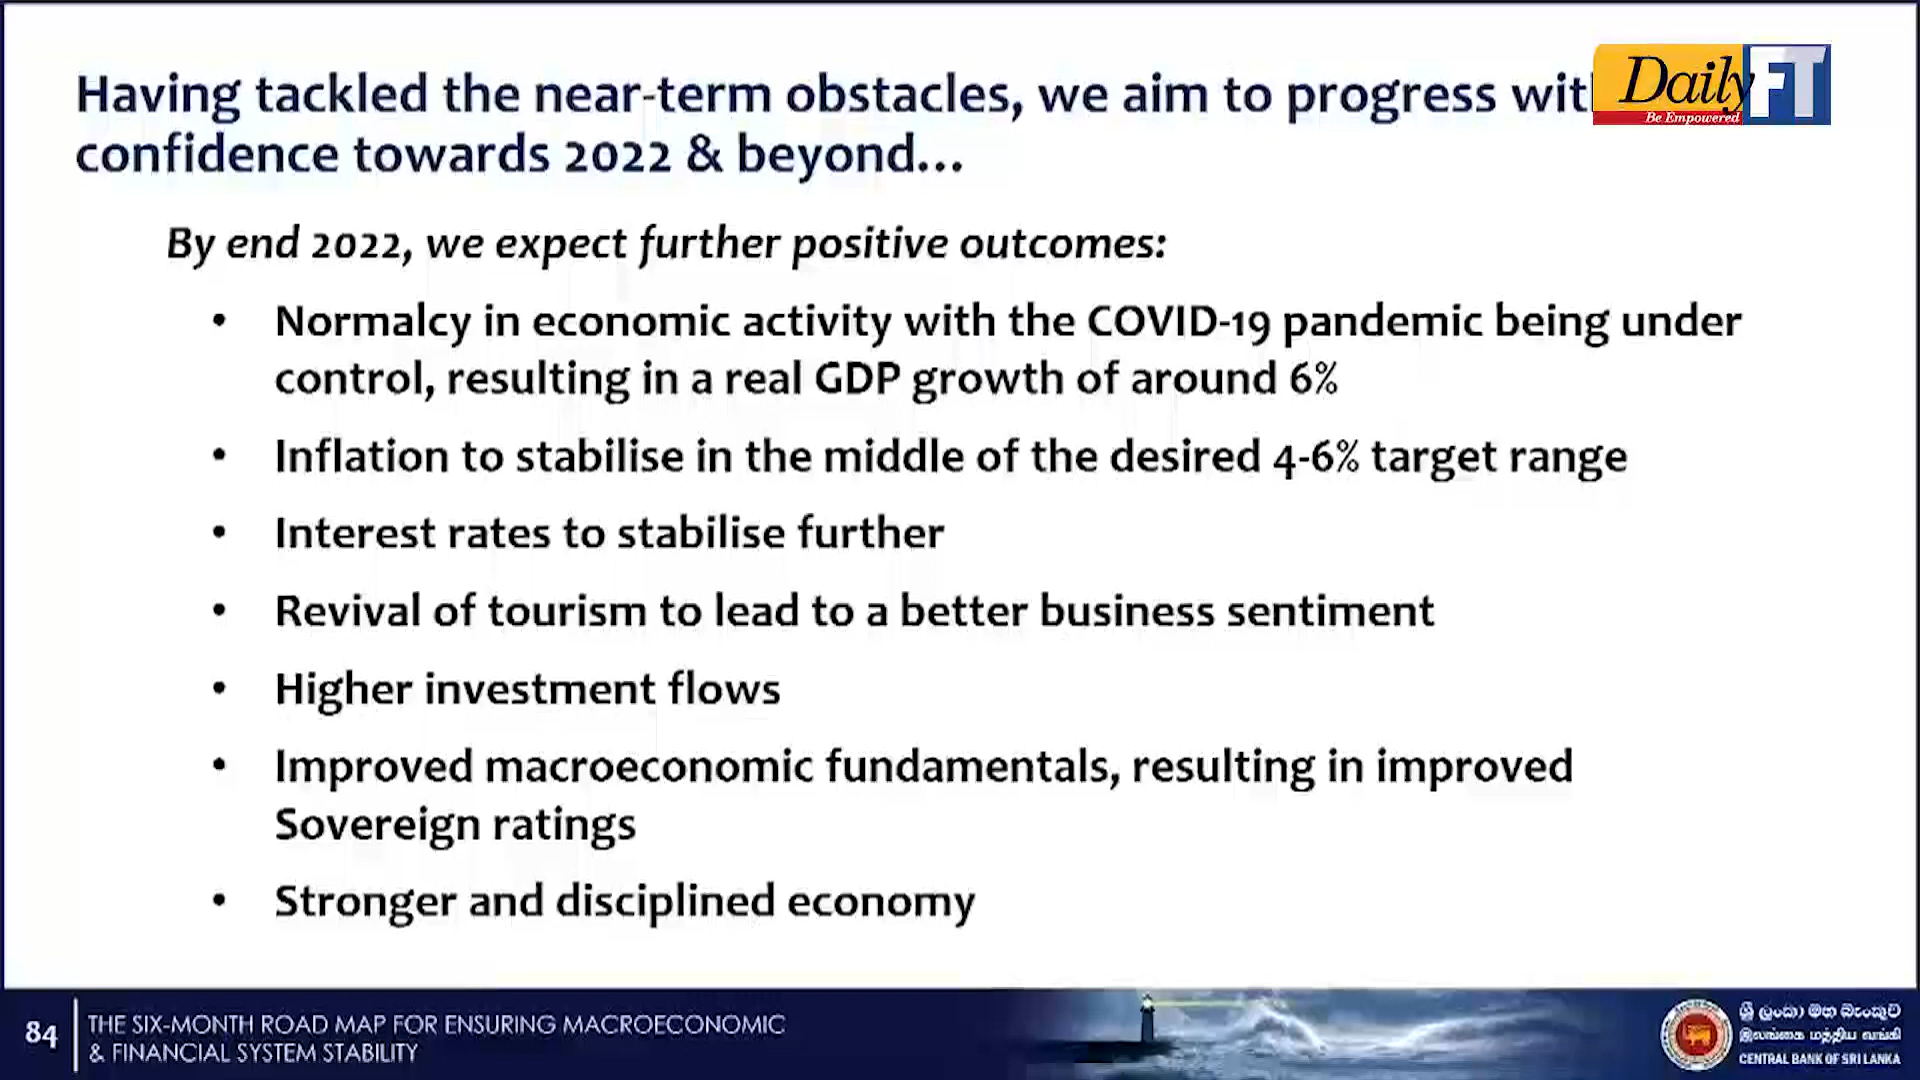 Having tackled the near-term obstacles, we aim to progress wit
Daily FT
Be Empowered
confidence towards 2022 & beyond...
By end 2022, we expect further positive outcomes:
• Normalcy in economic activity with the COVID-19 pandemic being under
control, resulting in a real GDP growth of around 6%
• Inflation to stabilise in the middle of the desired 4-6% target range
• Interest rates to stabilise further
• Revival of tourism to lead to a better business sentiment
• Higher investment flows
• Improved macroeconomic fundamentals, resulting in improved
Sovereign ratings
• Stronger and disciplined economy
84
THE SIX-MONTH ROAD MAP FOR ENSURING MACROECONOMIC
& FINANCIAL SYSTEM STABILITY
ශ්‍රී ලංකා මහ බැංකුව
இலங்கை மத்திய வங்கி
CENTRAL BANK OF SRI LANKA